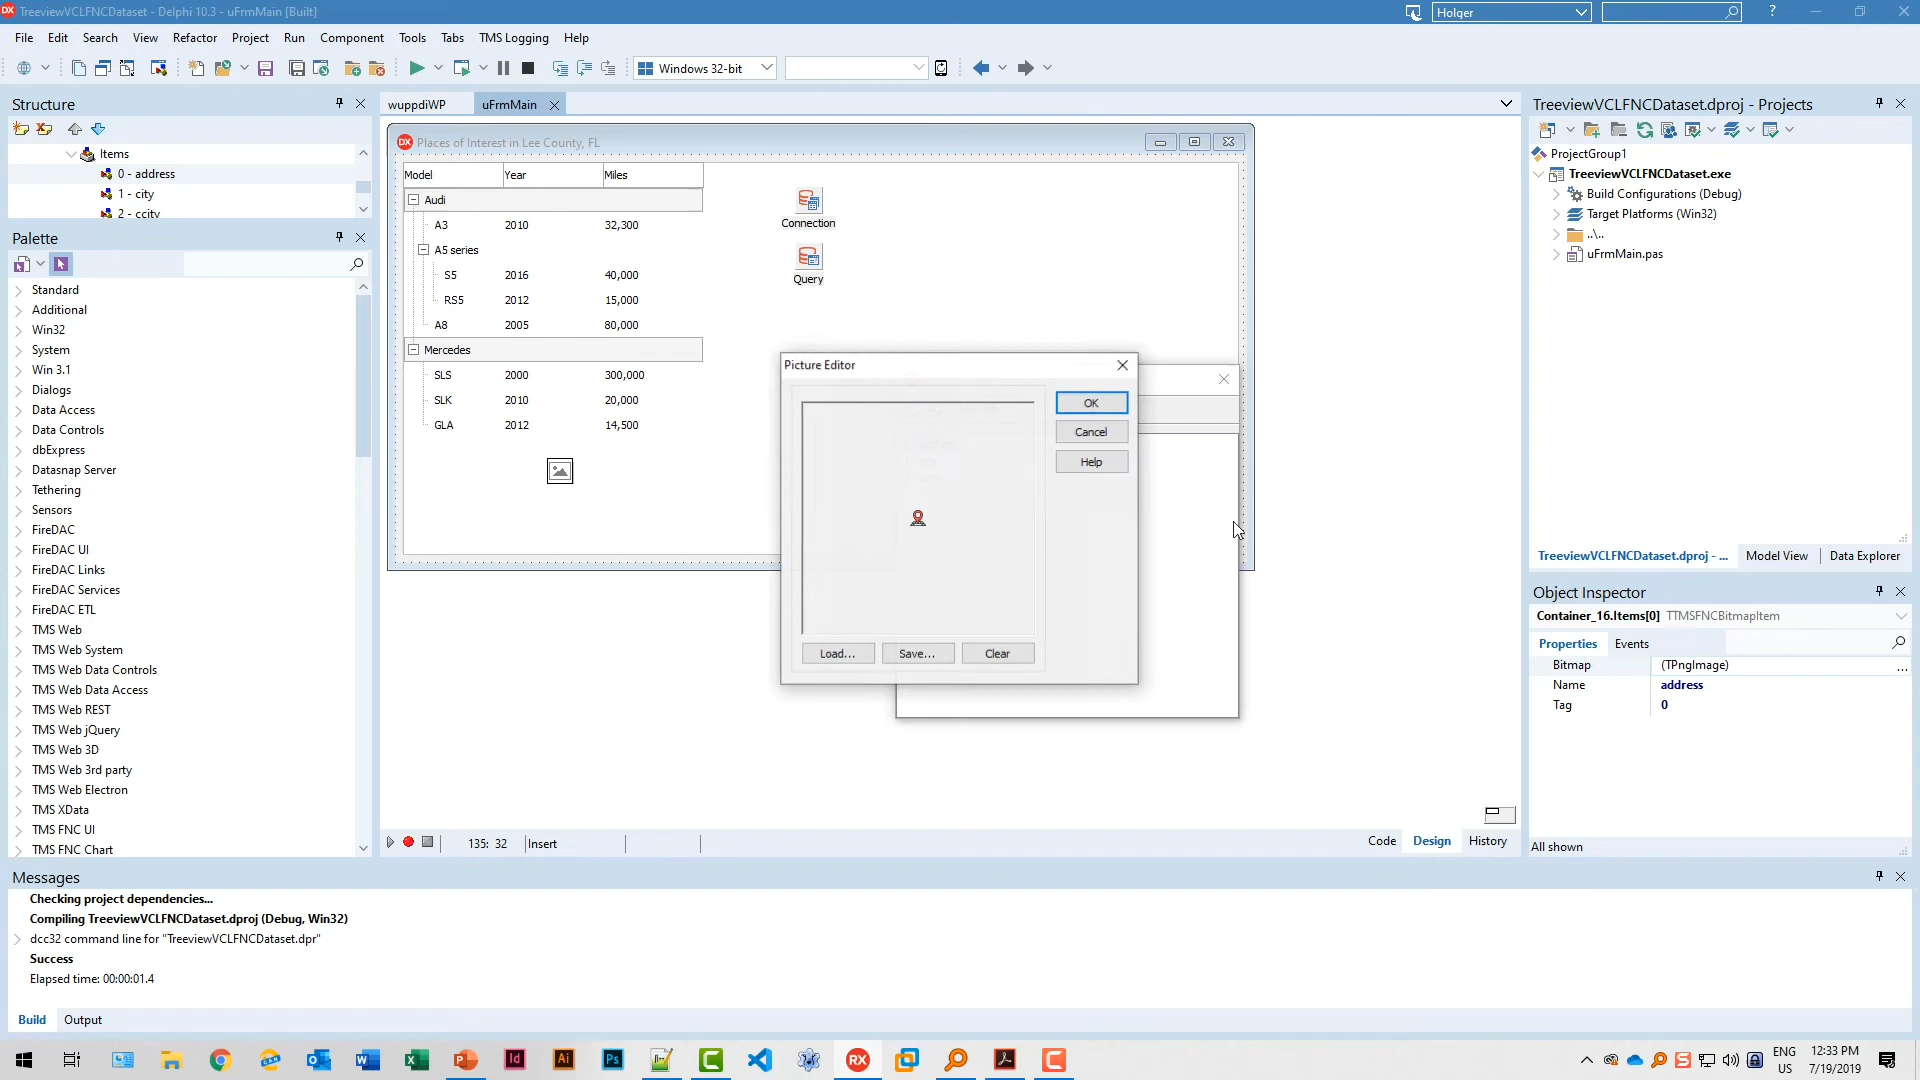 TreeviewVCLFNCDataset - Delphi 10.3 - uFrmMain [Built]
Holger
File Edit Search View Refactor Project Run Component Tools Tabs TMS Logging Help
Windows 32-bit
Structure
Items
0 - address
1 - city
2 - ccity
Palette
Standard
Additional
Win32
System
Win 3.1
Dialogs
Data Access
Data Controls
dbExpress
Datasnap Server
Tethering
Sensors
FireDAC
FireDAC UI
FireDAC Links
FireDAC Services
FireDAC ETL
TMS Web
TMS Web System
TMS Web Data Controls
TMS Web Data Access
TMS Web REST
TMS Web jQuery
TMS Web 3D
TMS Web 3rd party
TMS Web Electron
TMS XData
TMS FNC UI
TMS FNC Chart
wuppdiWP uFrmMain
Places of Interest in Lee County, FL
Model Year Miles
Audi
A3 2010 32,300
A5 series
S5 2016 40,000
RS5 2012 15,000
A8 2005 80,000
Mercedes
SLS 2000 300,000
SLK 2010 20,000
GLA 2012 14,500
Connection
Query
Picture Editor
OK
Cancel
Help
Load... Save... Clear
135: 32 Insert
Code Design History
TreeviewVCLFNCDataset.dproj - Projects
ProjectGroup1
TreeviewVCLFNCDataset.exe
Build Configurations (Debug)
Target Platforms (Win32)
..\..
uFrmMain.pas
TreeviewVCLFNCDataset.dproj - ... Model View Data Explorer
Object Inspector
Container_16.Items[0] TTMSFNCBitmapItem
Properties Events
Bitmap (TPngImage) ...
Name address
Tag 0
All shown
Messages
Checking project dependencies...
Compiling TreeviewVCLFNCDataset.dproj (Debug, Win32)
dcc32 command line for "TreeviewVCLFNCDataset.dpr"
Success
Elapsed time: 00:00:01.4
Build Output
ENG
US
12:33 PM
7/19/2019